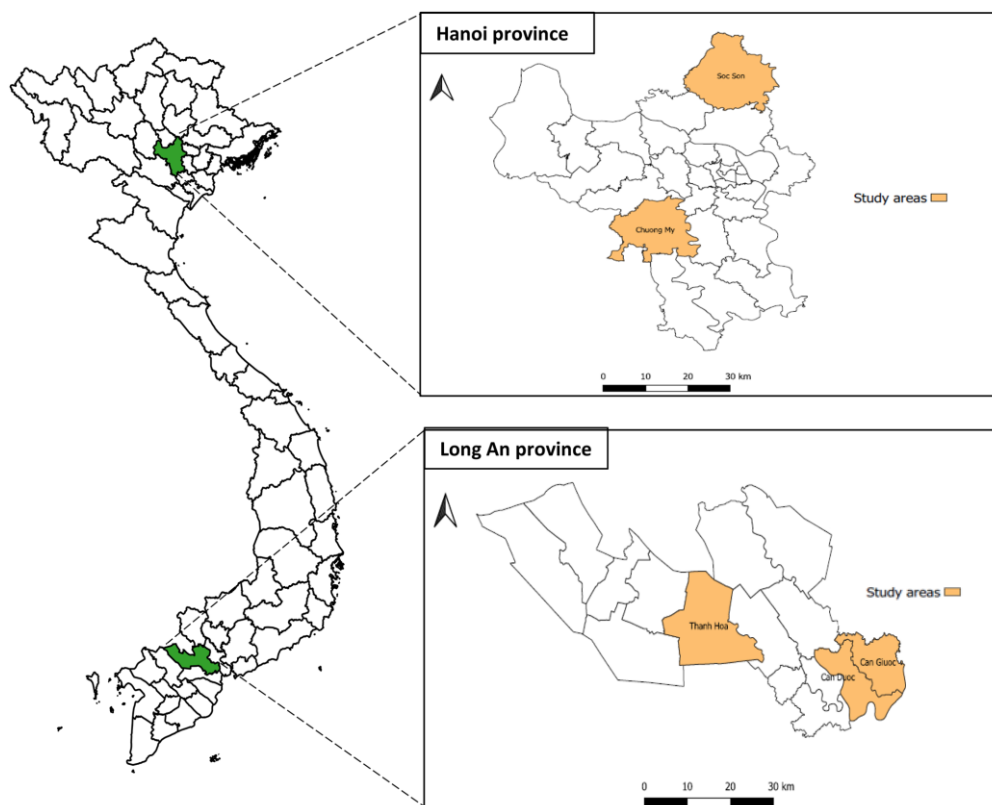 Hanoi province
Soc Son
Study areas
Chuong My
0 10 20 30 km
Long An province
Study areas
Thanh Hoa
Can Giuoc
Can Duoc
0 10 20 30 km